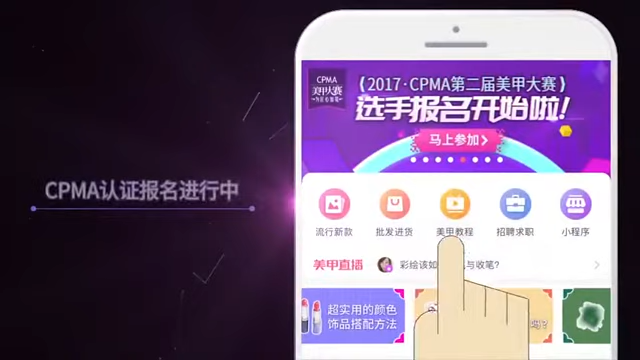 CPMA认证报名进行中
CPMA
美甲大赛
《2017·CPMA第二届美甲大赛》
选手报名开始啦!
马上参加
流行新款
批发进货
美甲教程
招聘求职
小程序
美甲直播
彩绘该如
与收笔?
超实用的颜色
饰品搭配方法
吗?